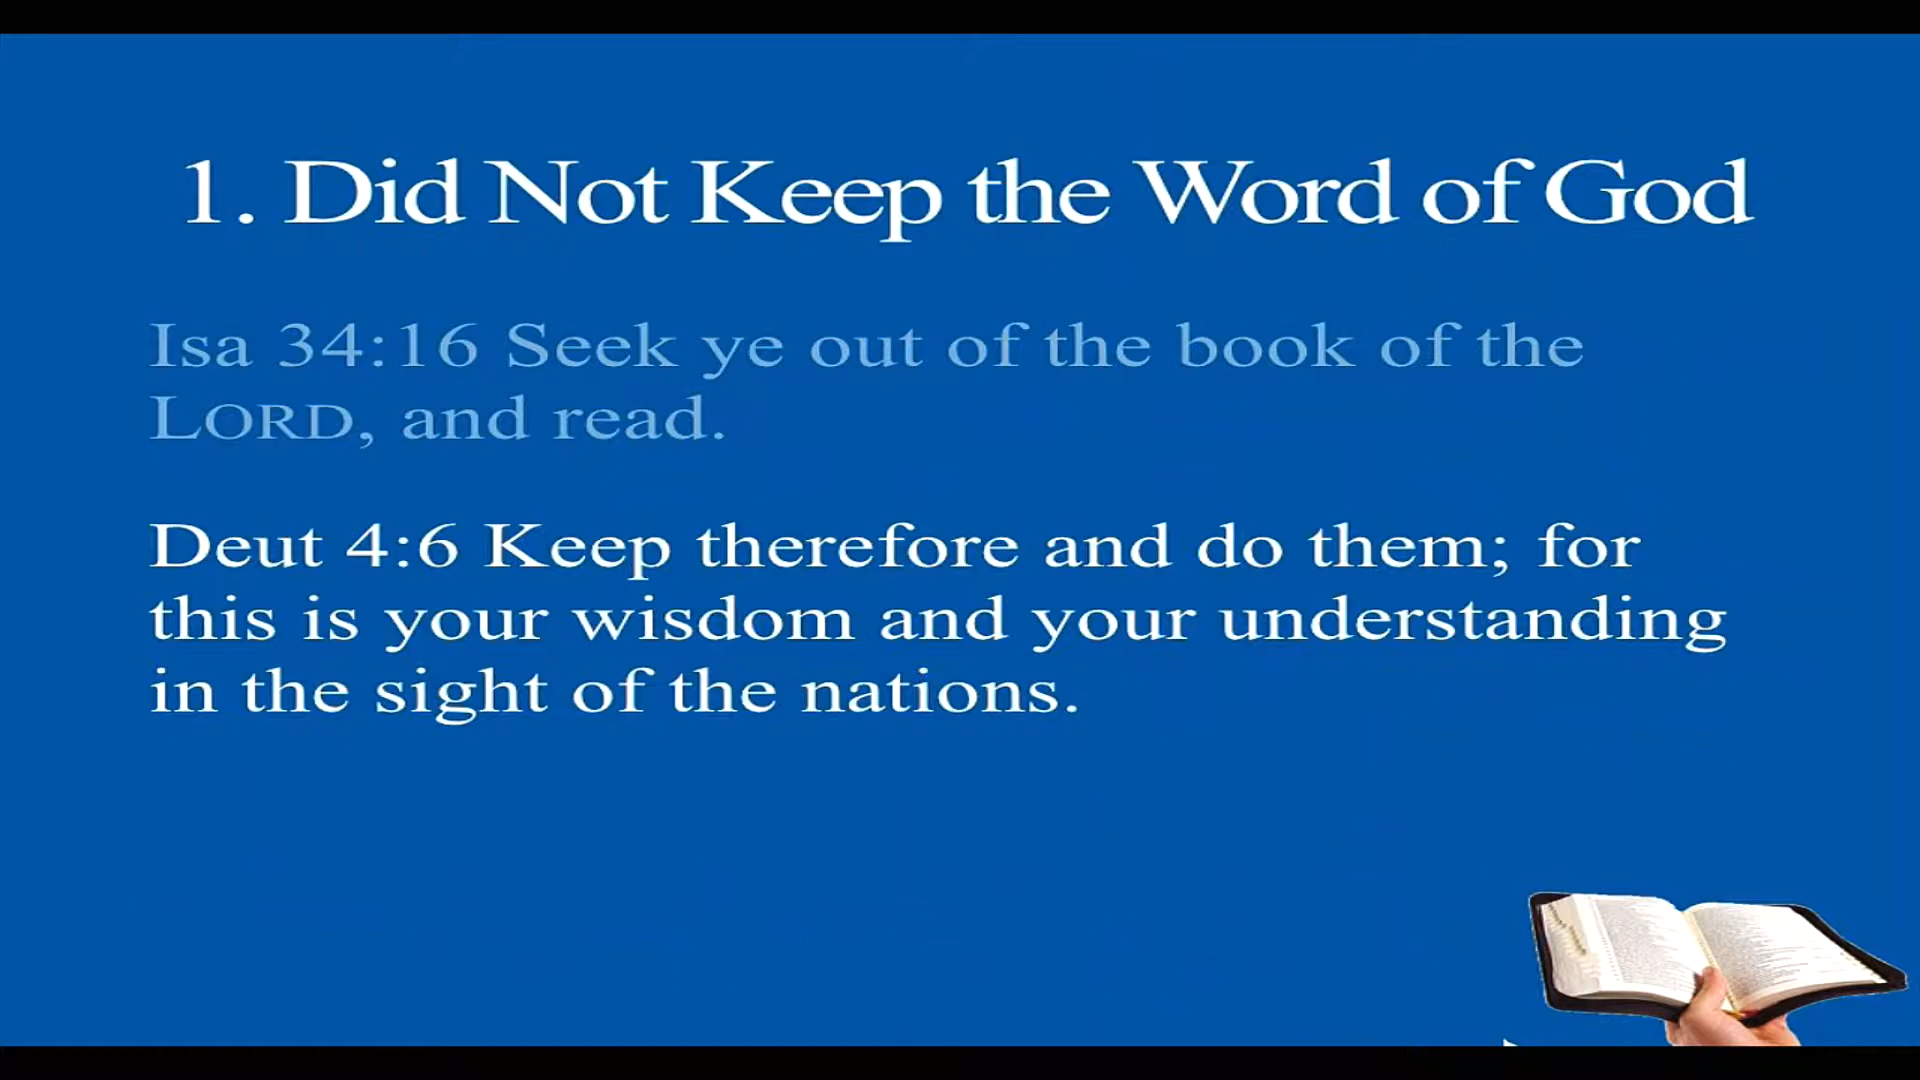 1. Did Not Keep the Word of God
Isa 34:16 Seek ye out of the book of the
LORD, and read.
Deut 4:6 Keep therefore and do them; for
this is your wisdom and your understanding
in the sight of the nations.